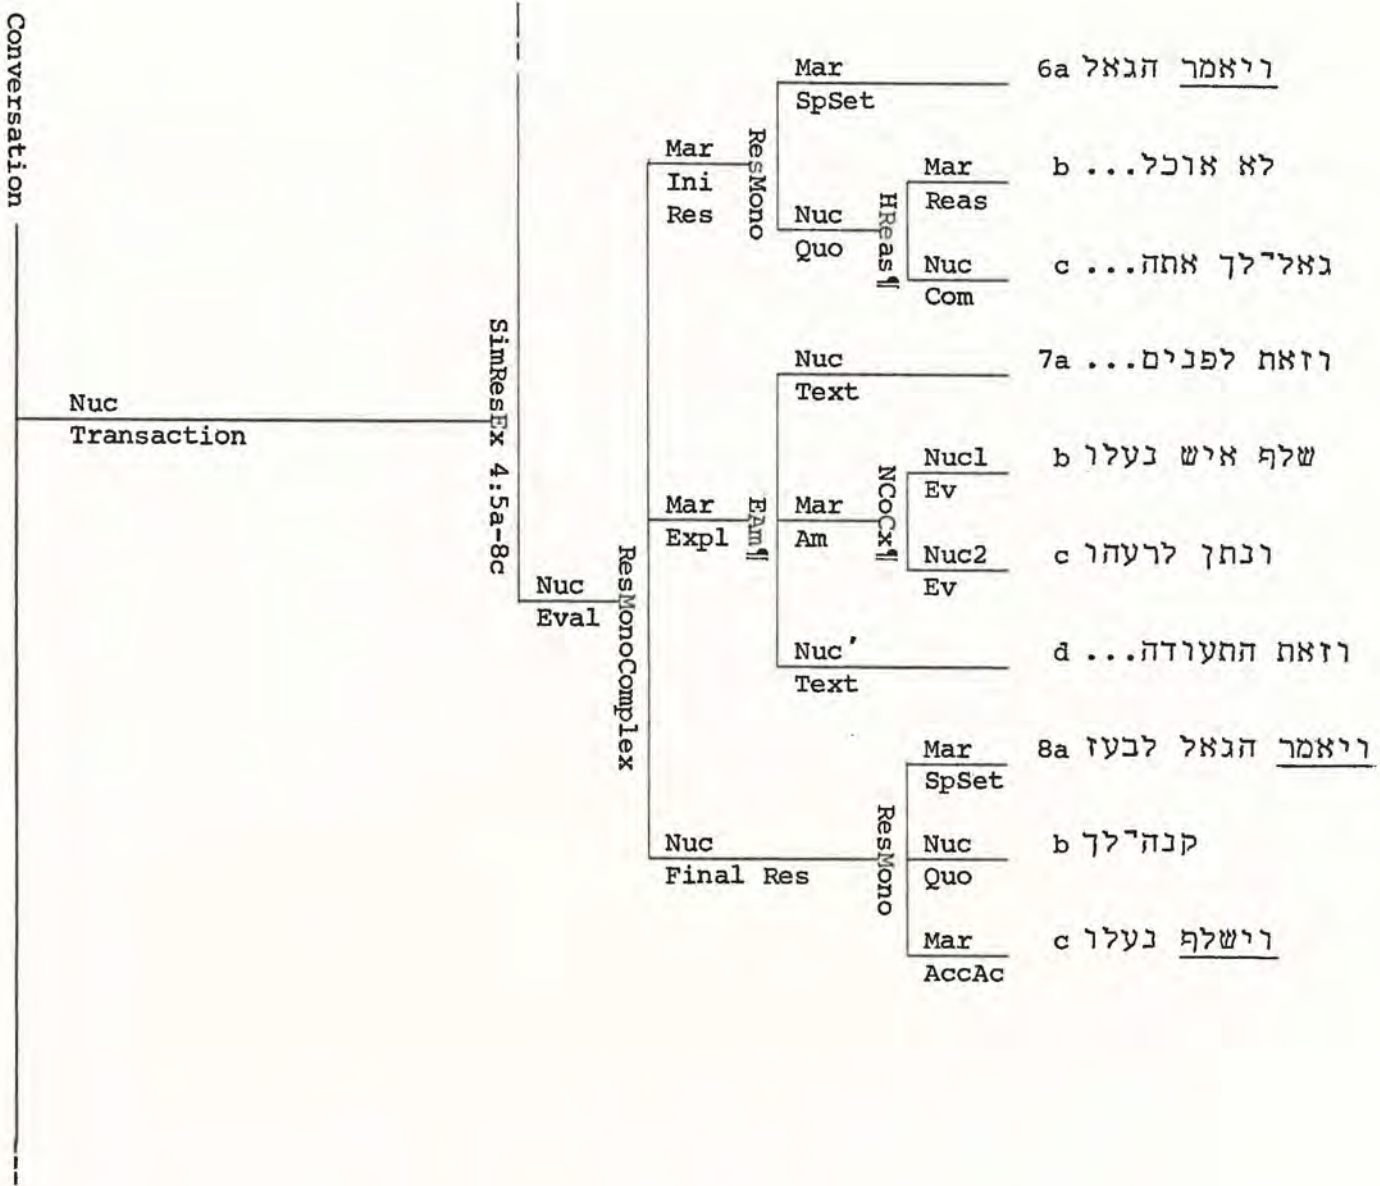 Conversation
Nuc
Transaction
SimResEx 4:5a-8c
Nuc
Eval
ResMonoComplex
Mar
Ini
Res
ResMono
Mar
SpSet
6a ויאמר הגאל
Nuc
Quo
HReas¶
Mar
Reas
b לא אוכל...
Nuc
Com
c גאל־לך אתה...
Mar
Expl
EAm¶
Nuc
Text
7a וזאת לפנים...
Mar
Am
NCoCx¶
Nuc1
Ev
b שלף איש נעלו
Nuc2
Ev
c ונתן לרעהו
Nuc'
Text
d וזאת התעודה...
Nuc
Final Res
ResMono
Mar
SpSet
8a ויאמר הגאל לבעז
Nuc
Quo
b קנה־לך
Mar
AccAc
c וישלף נעלו